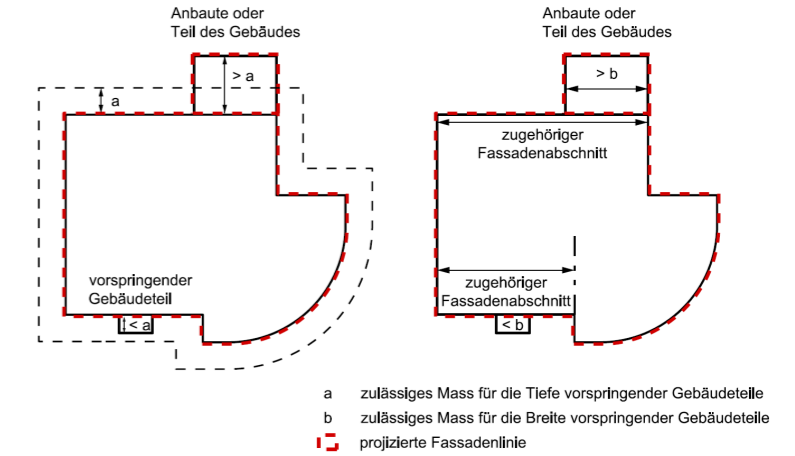 Anbaute oder
Teil des Gebäudes
> a
a
vorspringender
Gebäudeteil
< a
Anbaute oder
Teil des Gebäudes
> b
zugehöriger
Fassadenabschnitt
zugehöriger
Fassadenabschnitt
< b
a zulässiges Mass für die Tiefe vorspringender Gebäudeteile
b zulässiges Mass für die Breite vorspringender Gebäudeteile
projizierte Fassadenlinie